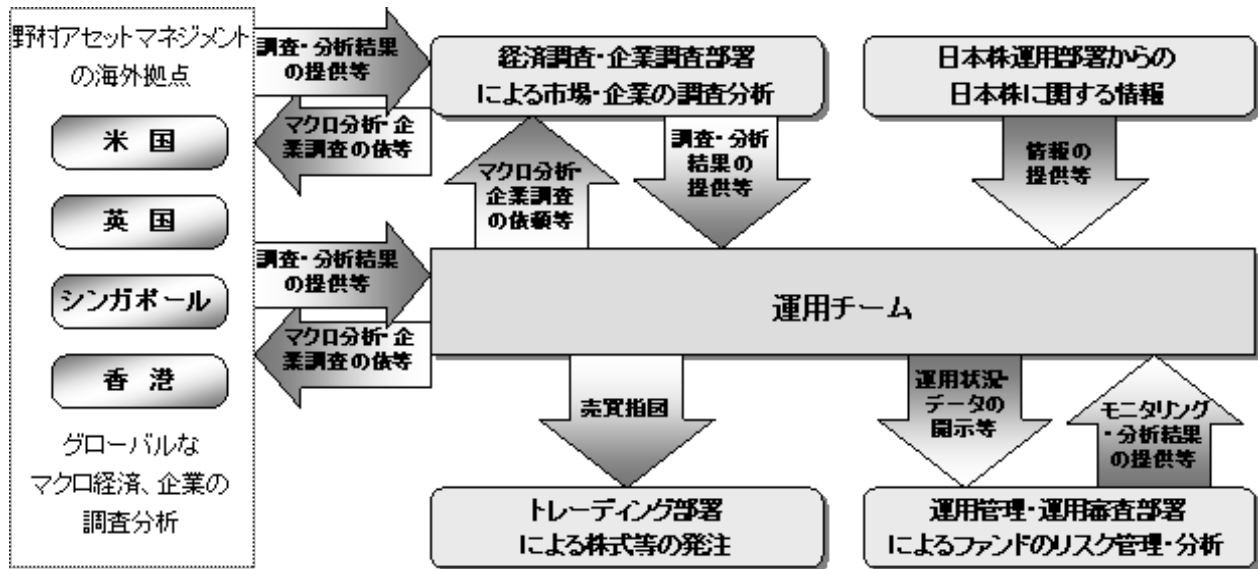 野村アセットマネジメント
の海外拠点
米 国
英 国
シンガポール
香 港
グローバルな
マクロ経済、企業の
調査分析
調査・分析結果
の提供等
マクロ分析・企
業調査の依等
調査・分析結果
の提供等
マクロ分析・企
業調査の依等
経済調査・企業調査部署
による市場・企業の調査分析
日本株運用部署からの
日本株に関する情報
マクロ分析・
企業調査
の依頼等
調査・分析
結果の
提供等
情報の
提供等
運用チーム
売買指図
運用状況・
データの
開示等
モニタリング
・分析結果
の提供等
トレーディング部署
による株式等の発注
運用管理・運用審査部署
によるファンドのリスク管理・分析